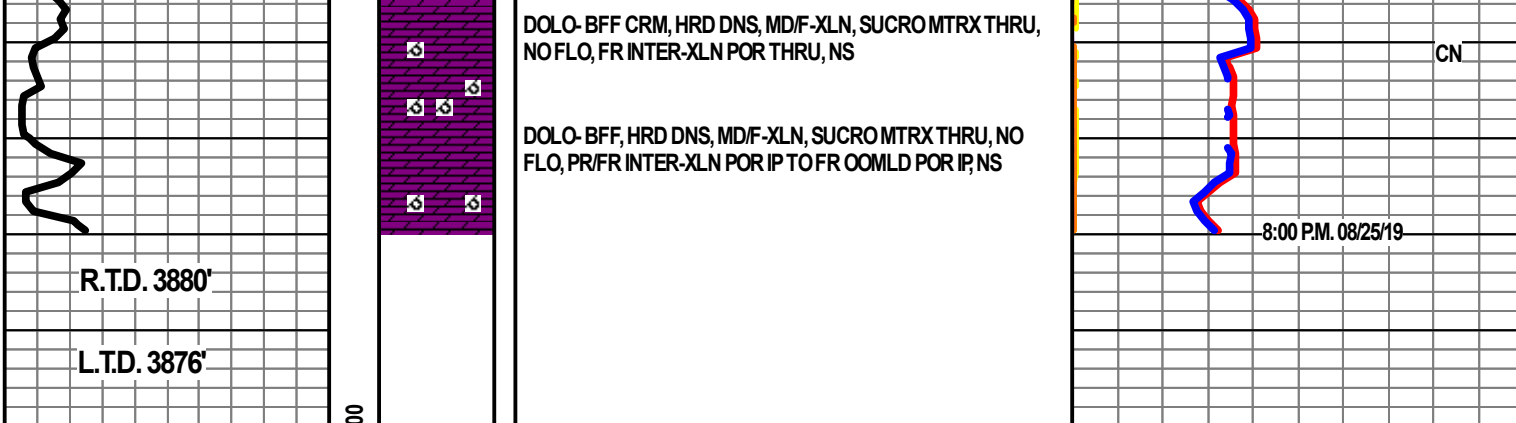 DOLO- BFF CRM, HRD DNS, MD/F-XLN, SUCRO MTRX THRU,
NO FLO, FR INTER-XLN POR THRU, NS
CN
DOLO- BFF, HRD DNS, MD/F-XLN, SUCRO MTRX THRU, NO
FLO, PR/FR INTER-XLN POR IP TO FR OOMLD POR IP, NS
8:00 P.M. 08/25/19
R.T.D. 3880'
L.T.D. 3876'